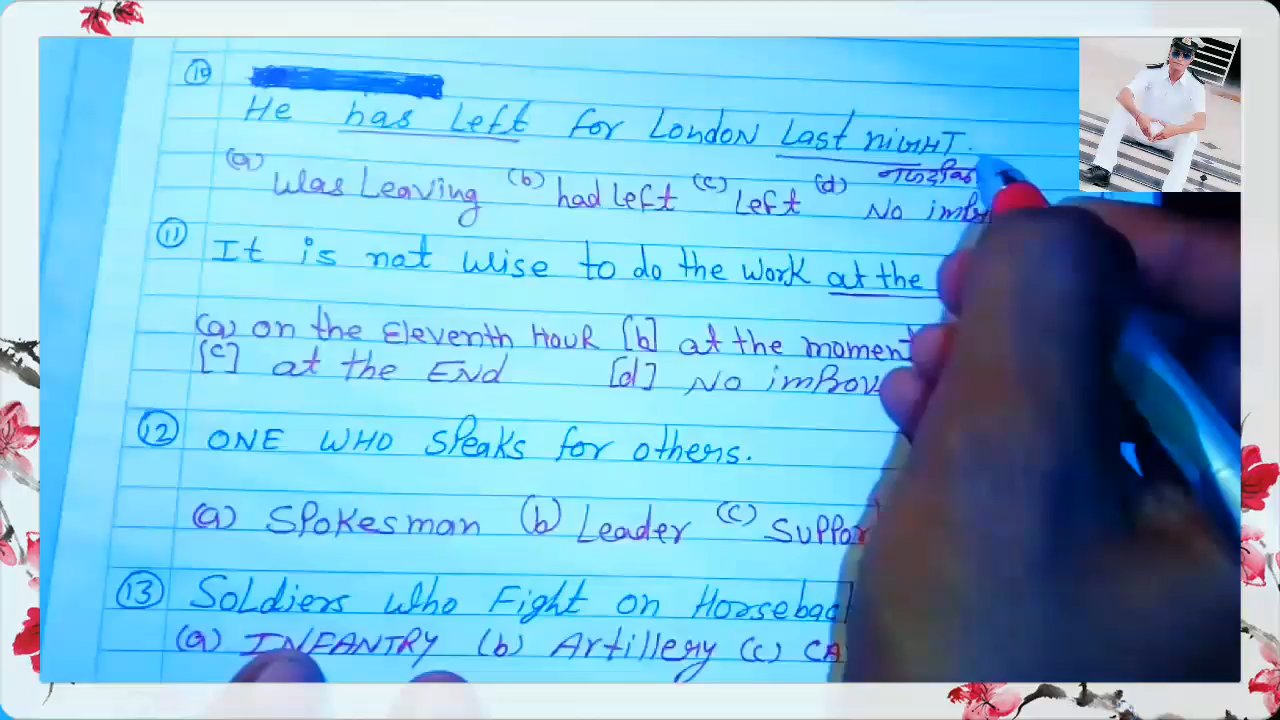 10
He has Left for London Last NIGHT.
(a) Was Leaving (b) had Left (c) Left (d) No
11 It is not wise to do the work at the
(a) on the Eleventh Hour [b] at the moment
[c] at the END [d] No
12 ONE WHO speaks for others.
(a) Spokesman (b) Leader (c)
13 Soldiers who Fight on
(a) INFANTRY (b) Artillery (c)